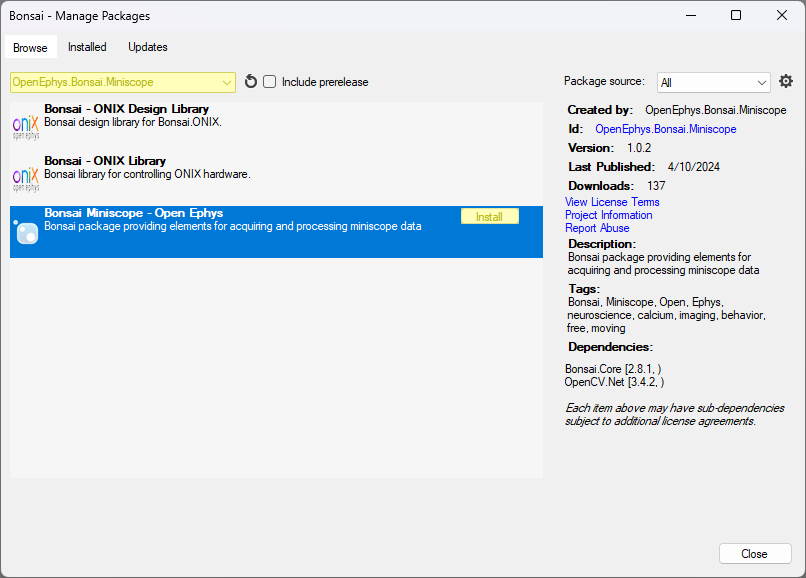 Bonsai - Manage Packages
Browse Installed Updates
OpenEphys.Bonsai.Miniscope Include prerelease Package source: All
oniX
open ephys
Bonsai - ONIX Design Library
Bonsai design library for Bonsai.ONIX.
oniX
open ephys
Bonsai - ONIX Library
Bonsai library for controlling ONIX hardware.
Bonsai Miniscope - Open Ephys Install
Bonsai package providing elements for acquiring and processing miniscope data
Created by: OpenEphys.Bonsai.Miniscope
Id: OpenEphys.Bonsai.Miniscope
Version: 1.0.2
Last Published: 4/10/2024
Downloads: 137
View License Terms
Project Information
Report Abuse
Description:
Bonsai package providing elements for
acquiring and processing miniscope data
Tags:
Bonsai, Miniscope, Open, Ephys,
neuroscience, calcium, imaging, behavior,
free, moving
Dependencies:
Bonsai.Core [2.8.1, )
OpenCV.Net [3.4.2, )
Each item above may have sub-dependencies
subject to additional license agreements.
Close